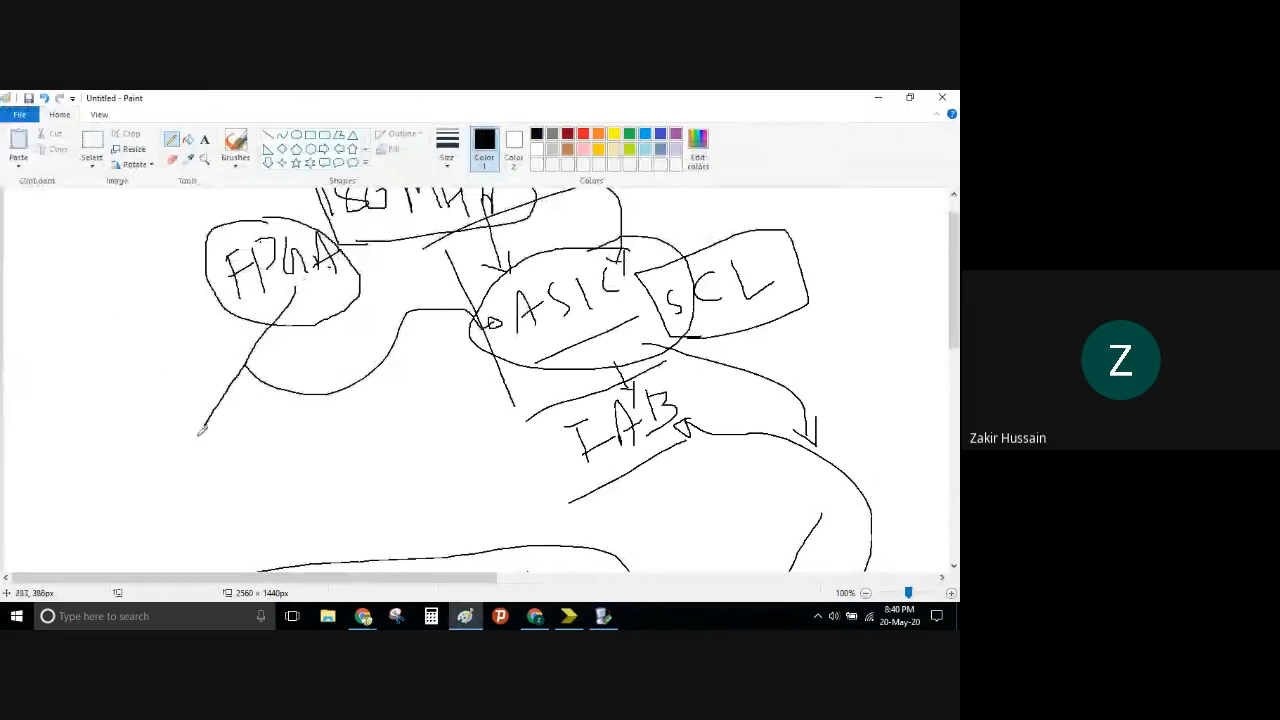 Untitled - Paint
File
Home
View
Paste
Cut
Copy
Clipboard
Select
Crop
Resize
Rotate
Image
Tools
A
Brushes
Outline
Fill
Shapes
Size
Color
1
Color
2
Edit
colors
Colors
180 MHz
FPGA
ASIC
SCL
FAB
Z
Zakir Hussain
2560 × 1440px
100%
Type here to search
8:40 PM
20-May-20